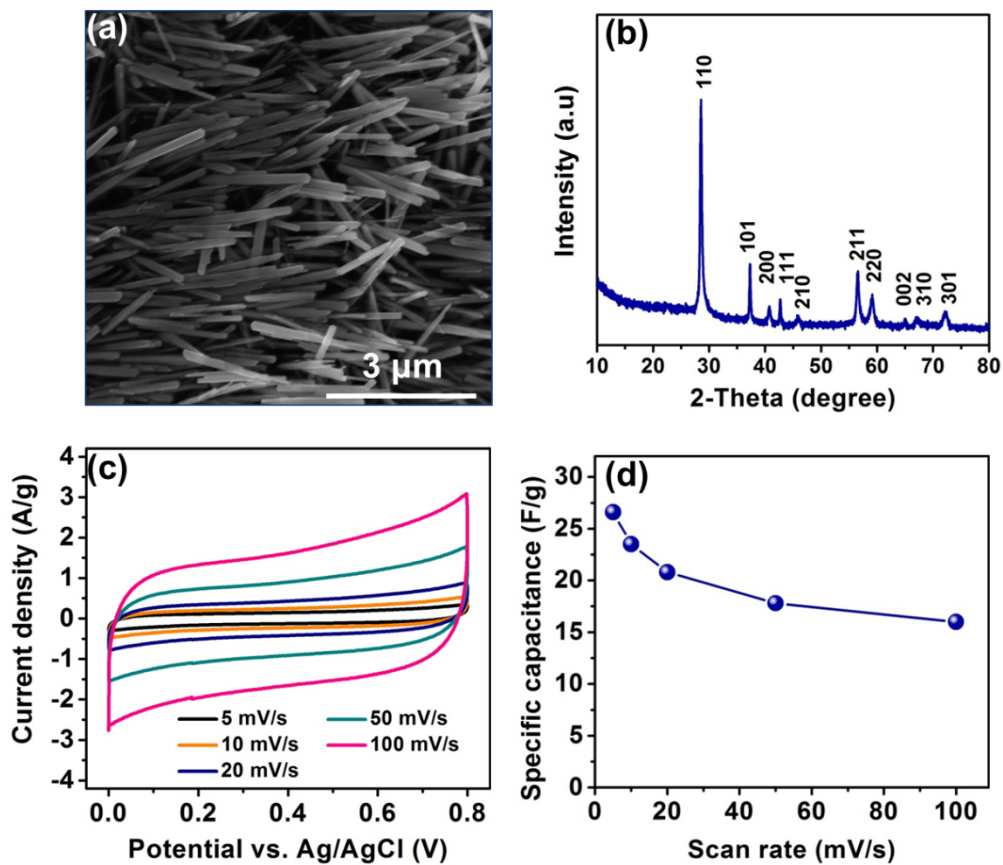 (a)
3 μm
(b)
Intensity (a.u)
110
101
200
111
210
211
220
002
310
301
10 20 30 40 50 60 70 80
2-Theta (degree)
(c)
Current density (A/g)
4
3
2
1
0
-1
-2
-3
-4
5 mV/s
10 mV/s
20 mV/s
50 mV/s
100 mV/s
0.0 0.2 0.4 0.6 0.8
Potential vs. Ag/AgCl (V)
(d)
Specific capacitance (F/g)
30
25
20
15
10
5
0
0 20 40 60 80 100
Scan rate (mV/s)